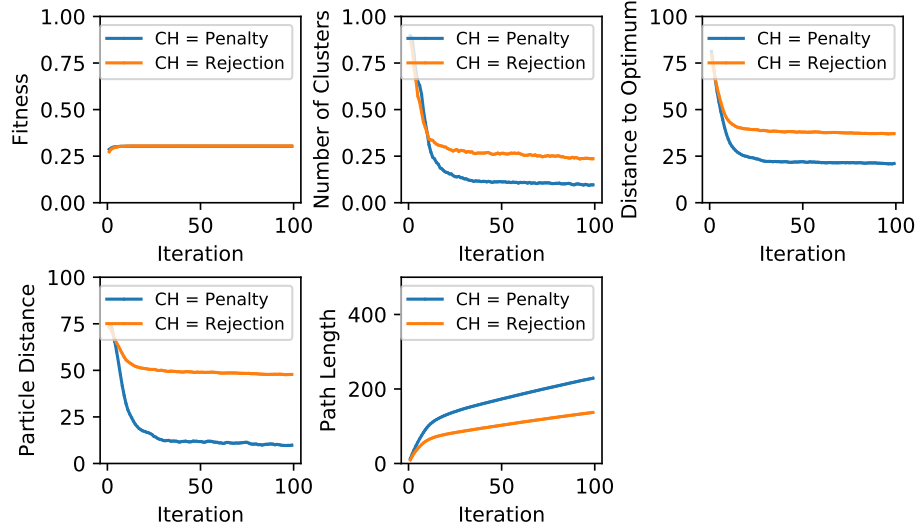 Fitness
1.00
0.75
0.50
0.25
0.00
CH = Penalty
CH = Rejection
0
50
100
Iteration
Number of Clusters
1.00
0.75
0.50
0.25
0.00
CH = Penalty
CH = Rejection
0
50
100
Iteration
Distance to Optimum
100
75
50
25
0
CH = Penalty
CH = Rejection
0
50
100
Iteration
Particle Distance
100
75
50
25
0
CH = Penalty
CH = Rejection
0
50
100
Iteration
Path Length
400
200
0
CH = Penalty
CH = Rejection
0
50
100
Iteration